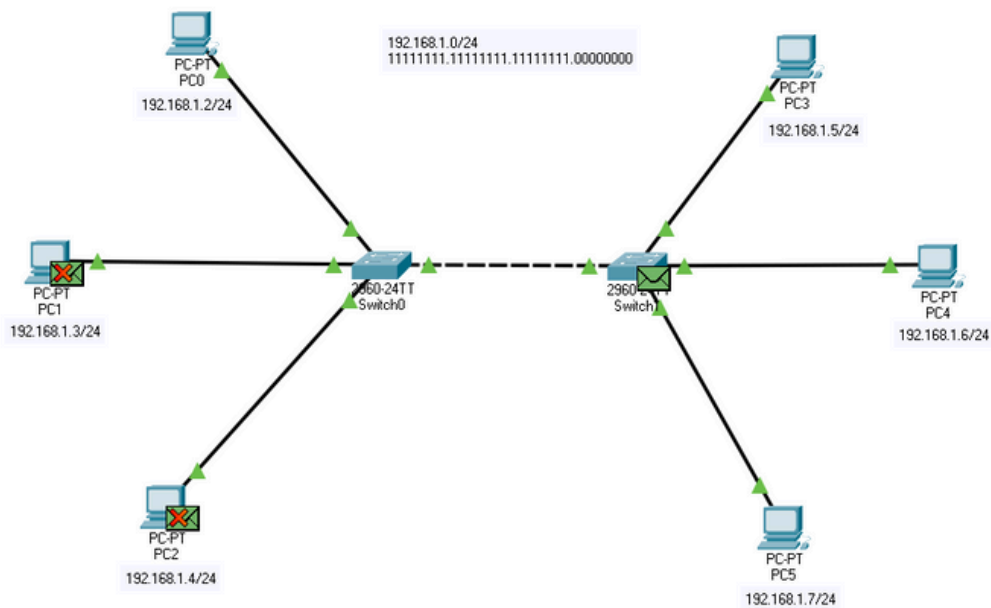 PC-PT
PC0
192.168.1.2/24
192.168.1.0/24
11111111.11111111.11111111.00000000
PC-PT
PC3
192.168.1.5/24
PC-PT
PC1
192.168.1.3/24
2960-24TT
Switch0
PC-PT
PC4
192.168.1.6/24
PC-PT
PC2
192.168.1.4/24
PC-PT
PC5
192.168.1.7/24